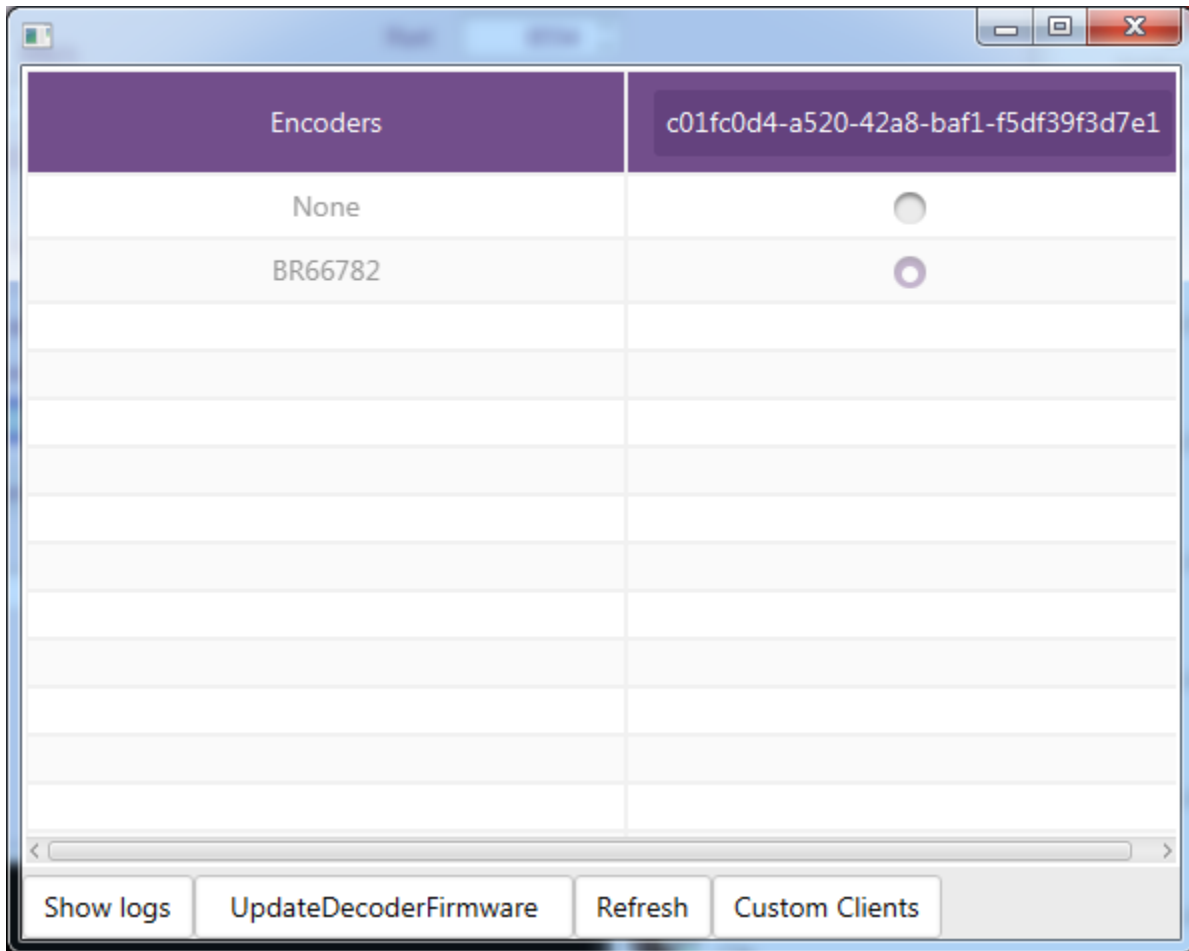 Encoders
c01fc0d4-a520-42a8-baf1-f5df39f3d7e1
None
BR66782
Show logs
UpdateDecoderFirmware
Refresh
Custom Clients